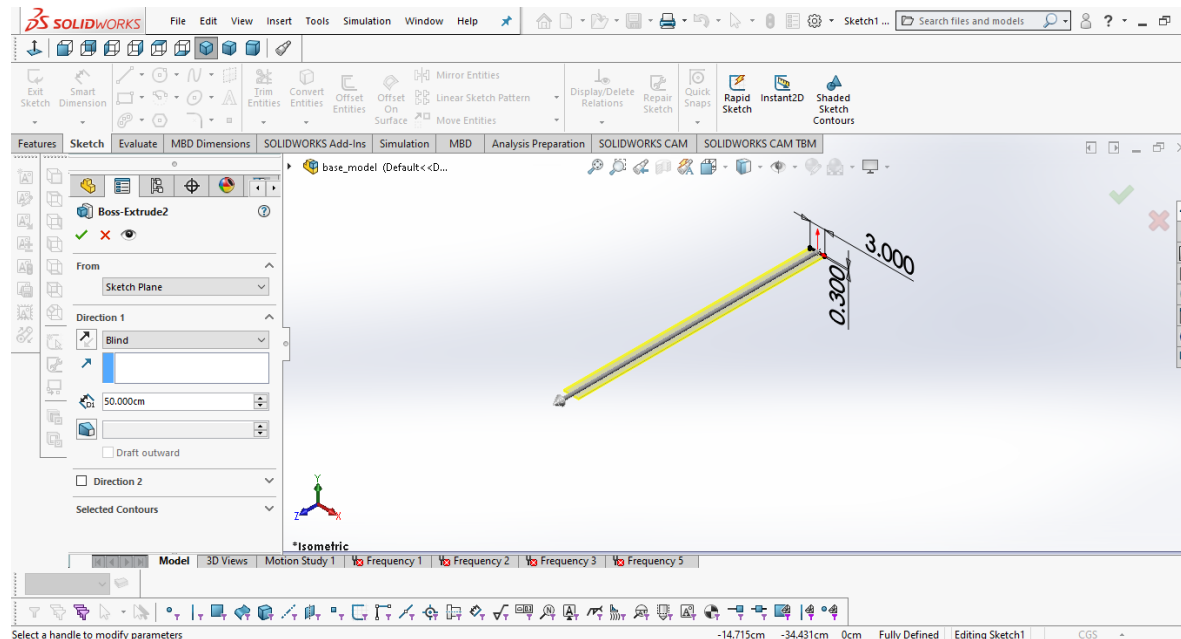 SOLIDWORKS File Edit View Insert Tools Simulation Window Help Sketch1 ... Search files and models ?
Exit Sketch
Smart Dimension
Trim Entities
Convert Entities
Offset Entities
Offset On Surface
Mirror Entities
Linear Sketch Pattern
Move Entities
Display/Delete Relations
Repair Sketch
Quick Snaps
Rapid Sketch
Instant2D
Shaded Sketch Contours
Features Sketch Evaluate MBD Dimensions SOLIDWORKS Add-Ins Simulation MBD Analysis Preparation SOLIDWORKS CAM SOLIDWORKS CAM TBM
base_model (Default<<D...
Boss-Extrude2
From
Sketch Plane
Direction 1
Blind
D1 50.000cm
Draft outward
Direction 2
Selected Contours
3.000
0.300
Y
Z X
*Isometric
Model 3D Views Motion Study 1 Frequency 1 Frequency 2 Frequency 3 Frequency 5
Select a handle to modify parameters -14.715cm -34.431cm 0cm Fully Defined Editing Sketch1 CGS